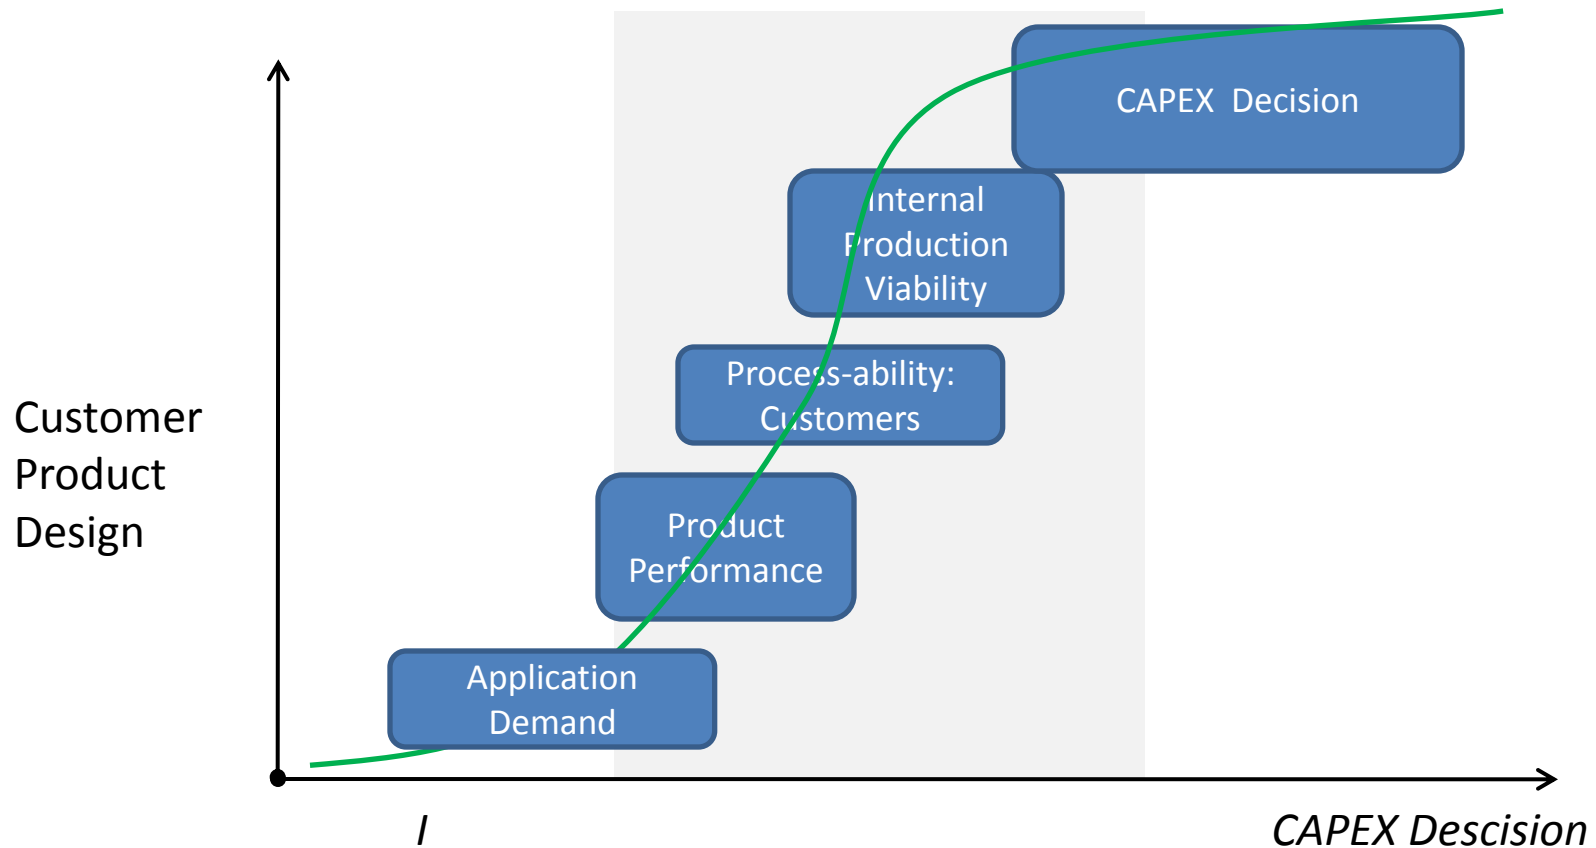 CAPEX  Decision
Internal
Production
Viability
Process-ability:
Customers
Customer
Product
Design
Product
Performance
Application
Demand
I
CAPEX Descision